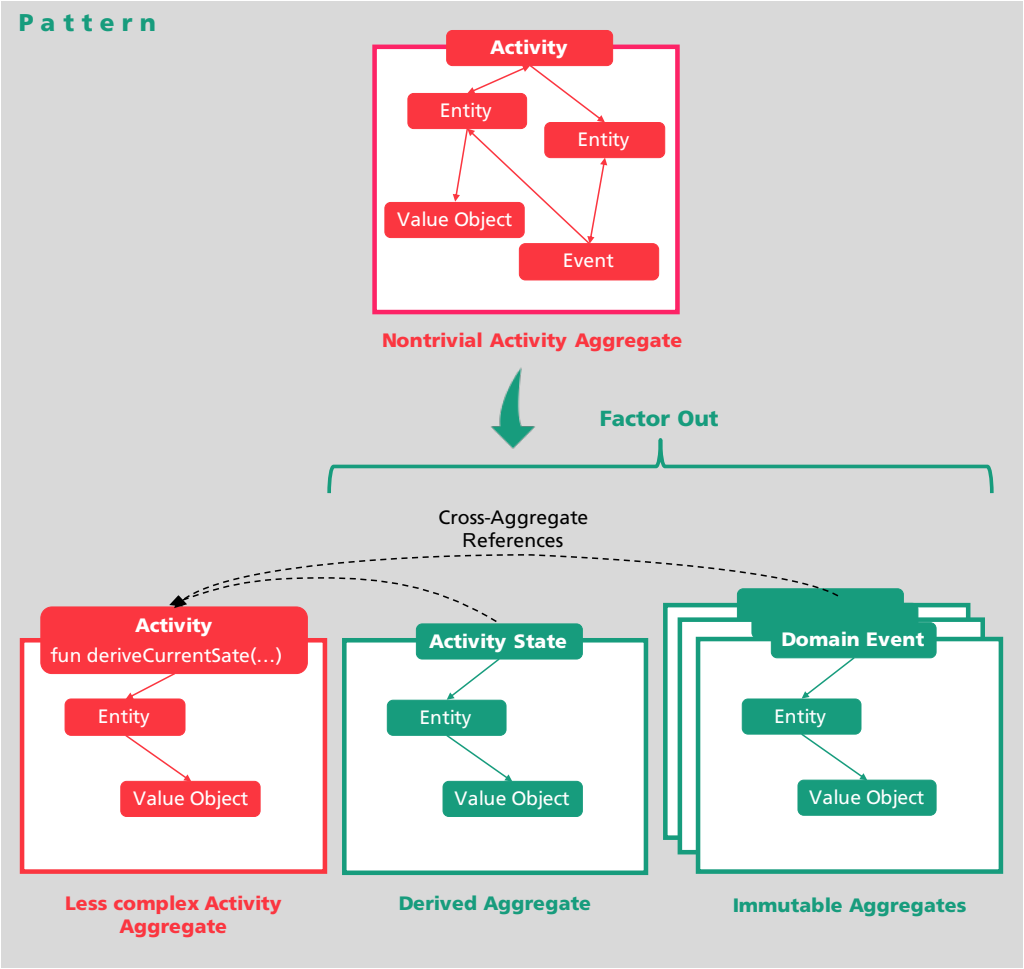 Pattern
Activity
Entity
Entity
Value Object
Event
Nontrivial Activity Aggregate
Factor Out
Cross-Aggregate
References
Activity
fun deriveCurrentSate(...)
Entity
Value Object
Less complex Activity
Aggregate
Activity State
Entity
Value Object
Derived Aggregate
Domain Event
Entity
Value Object
Immutable Aggregates